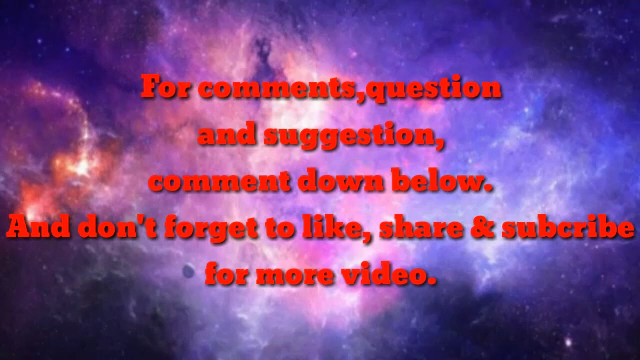 For comments,question
and suggestion,
comment down below.
And don't forget to like, share & subcribe
for more video.